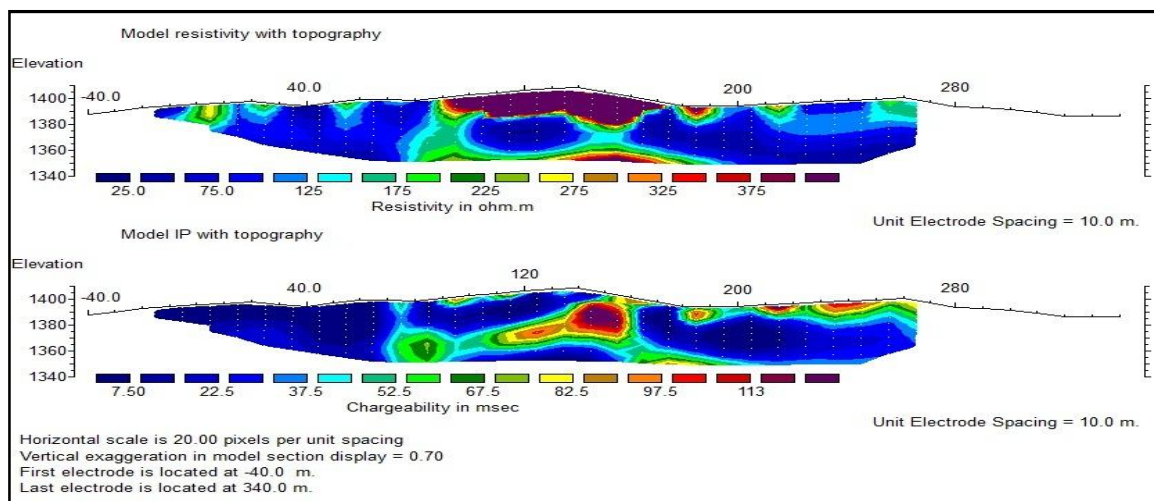 Model resistivity with topography
Elevation
-40.0 40.0 200 280
1400
1380
1360
1340
25.0 75.0 125 175 225 275 325 375
Resistivity in ohm.m
Unit Electrode Spacing = 10.0 m.
Model IP with topography
Elevation
-40.0 40.0 120 200 280
1400
1380
1360
1340
7.50 22.5 37.5 52.5 67.5 82.5 97.5 113
Chargeability in msec
Unit Electrode Spacing = 10.0 m.
Horizontal scale is 20.00 pixels per unit spacing
Vertical exaggeration in model section display = 0.70
First electrode is located at -40.0 m.
Last electrode is located at 340.0 m.